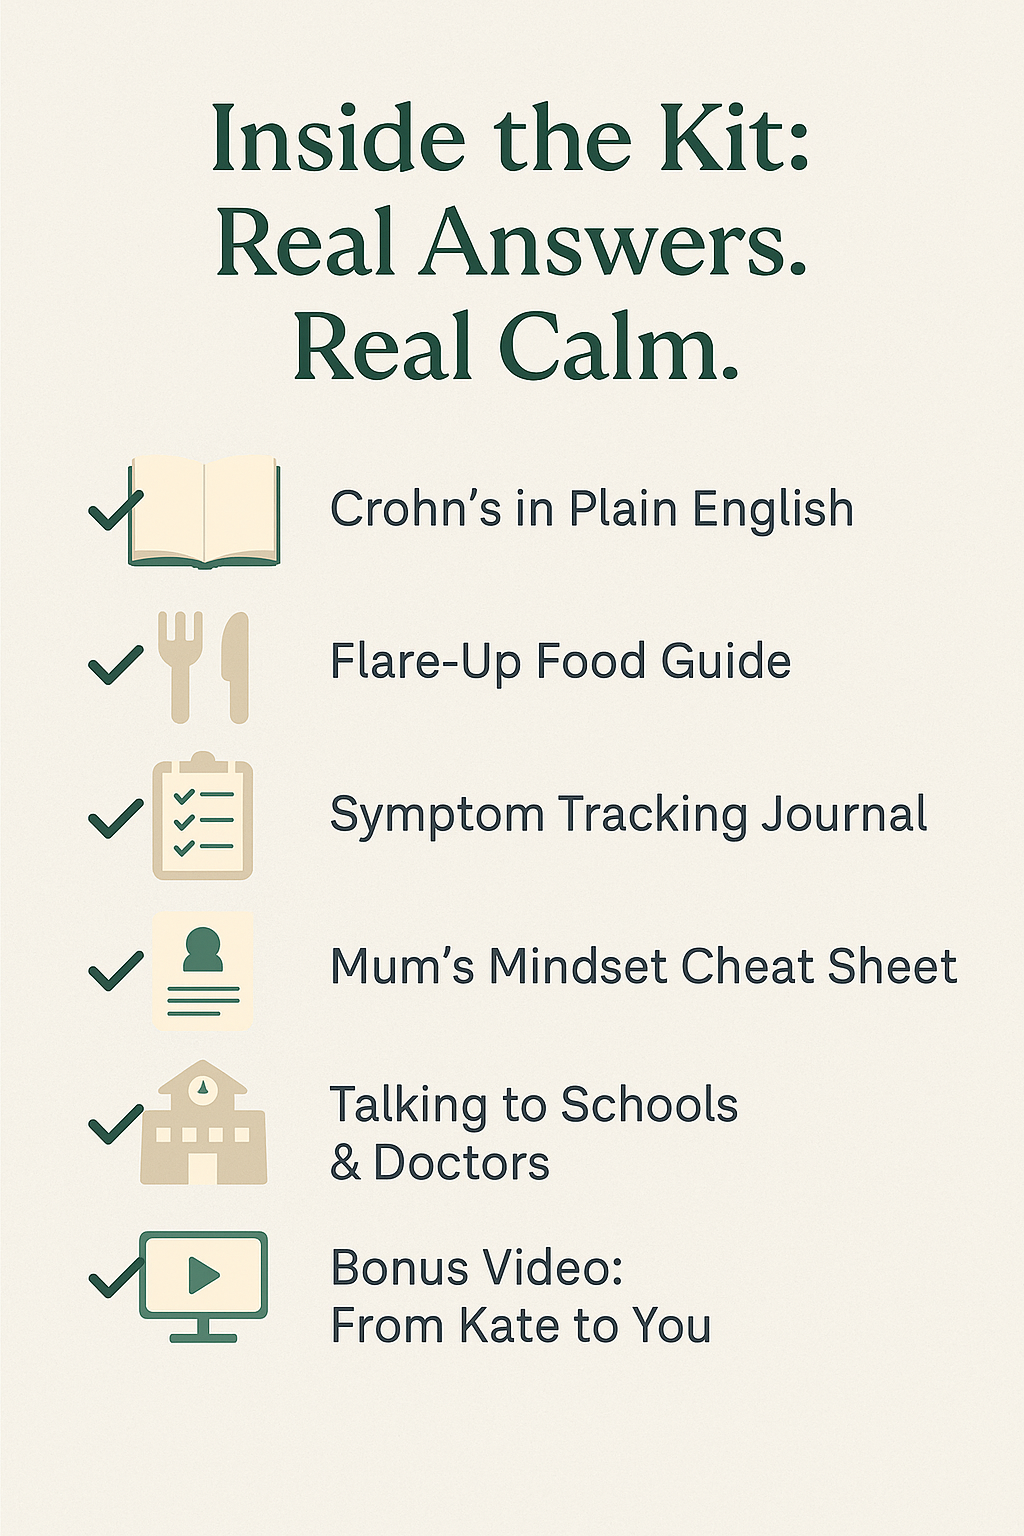 Inside the Kit:
Real Answers.
Real Calm.
Crohn’s in Plain English
Flare-Up Food Guide
Symptom Tracking Journal
Mum’s Mindset Cheat Sheet
Talking to Schools
& Doctors
Bonus Video:
From Kate to You